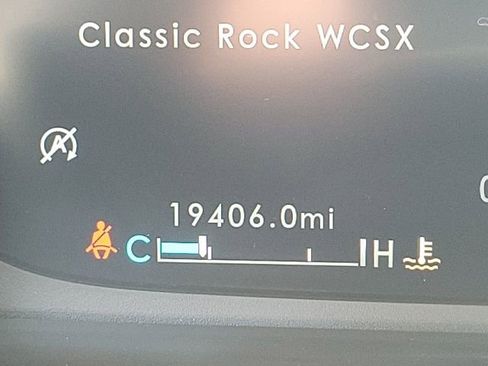 Classic Rock WCSX
A
19406.0mi
C H